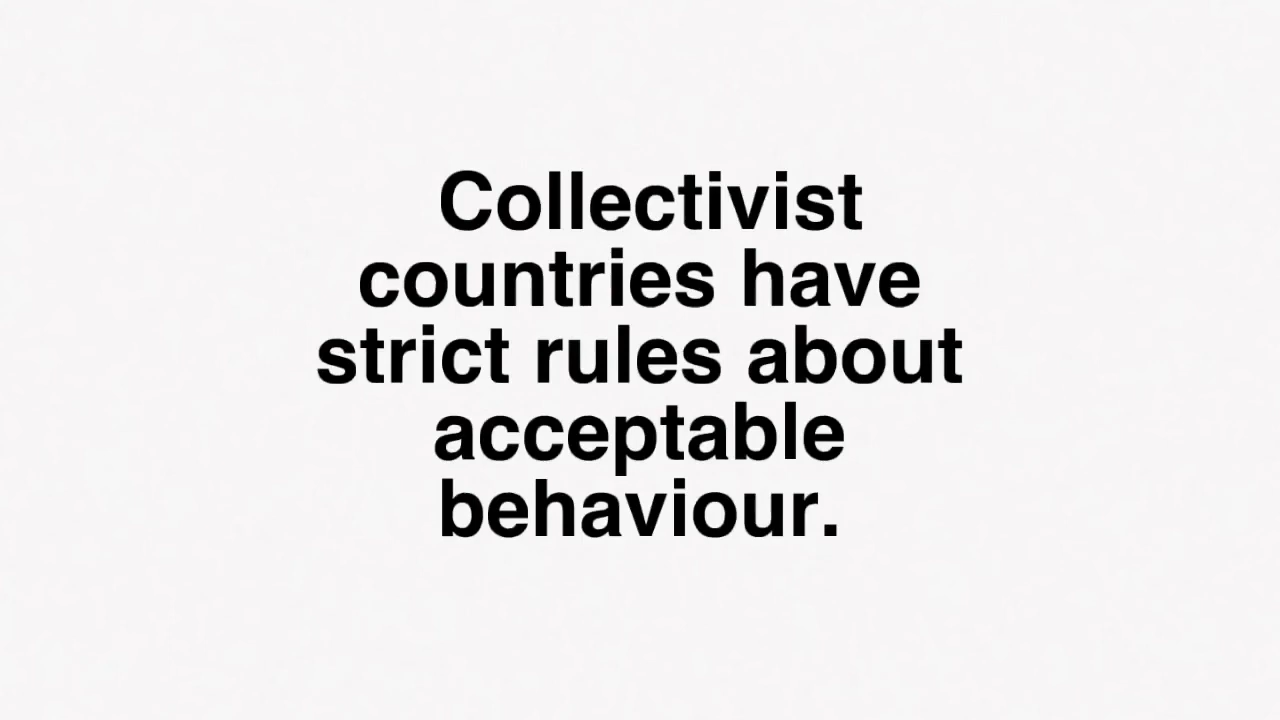 Collectivist
countries have
strict rules about
acceptable
behaviour.